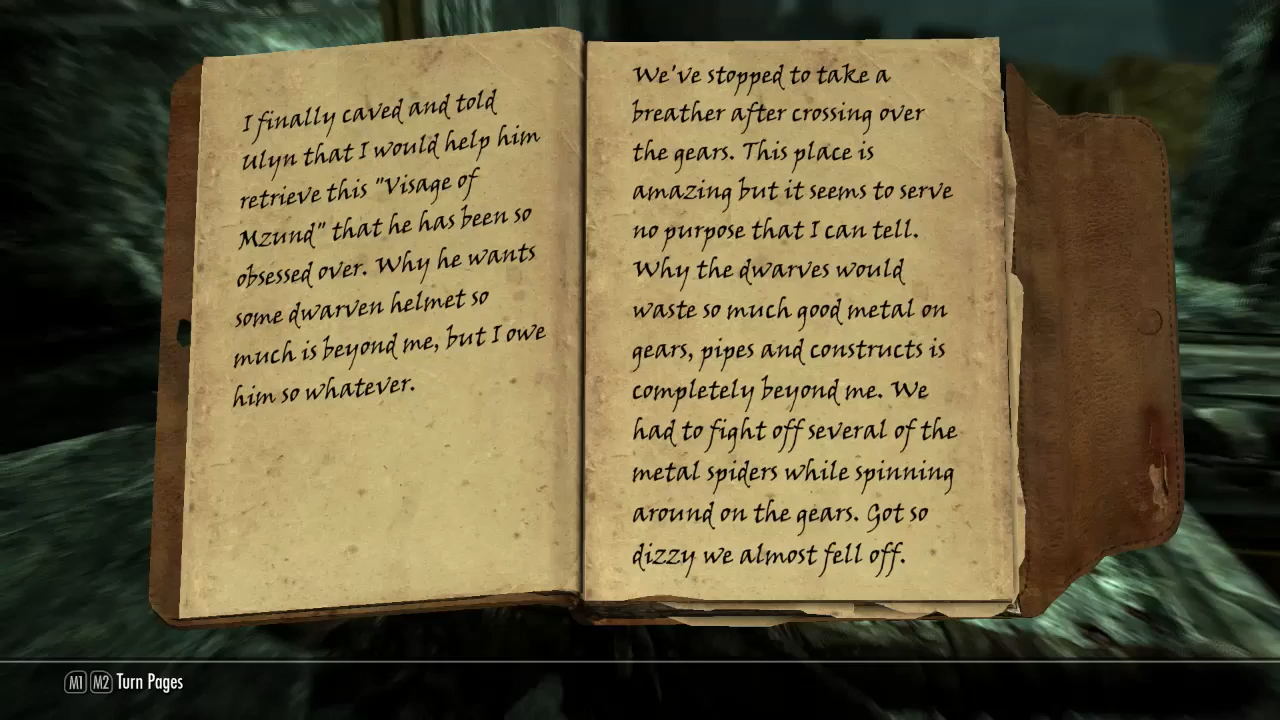 I finally caved and told
Ulyn that I would help him
retrieve this "Visage of
Mzund" that he has been so
obsessed over. Why he wants
some dwarven helmet so
much is beyond me, but I owe
him so whatever.
We've stopped to take a
breather after crossing over
the gears. This place is
amazing but it seems to serve
no purpose that I can tell.
Why the dwarves would
waste so much good metal on
gears, pipes and constructs is
completely beyond me. We
had to fight off several of the
metal spiders while spinning
around on the gears. Got so
dizzy we almost fell off.
M1 M2 Turn Pages